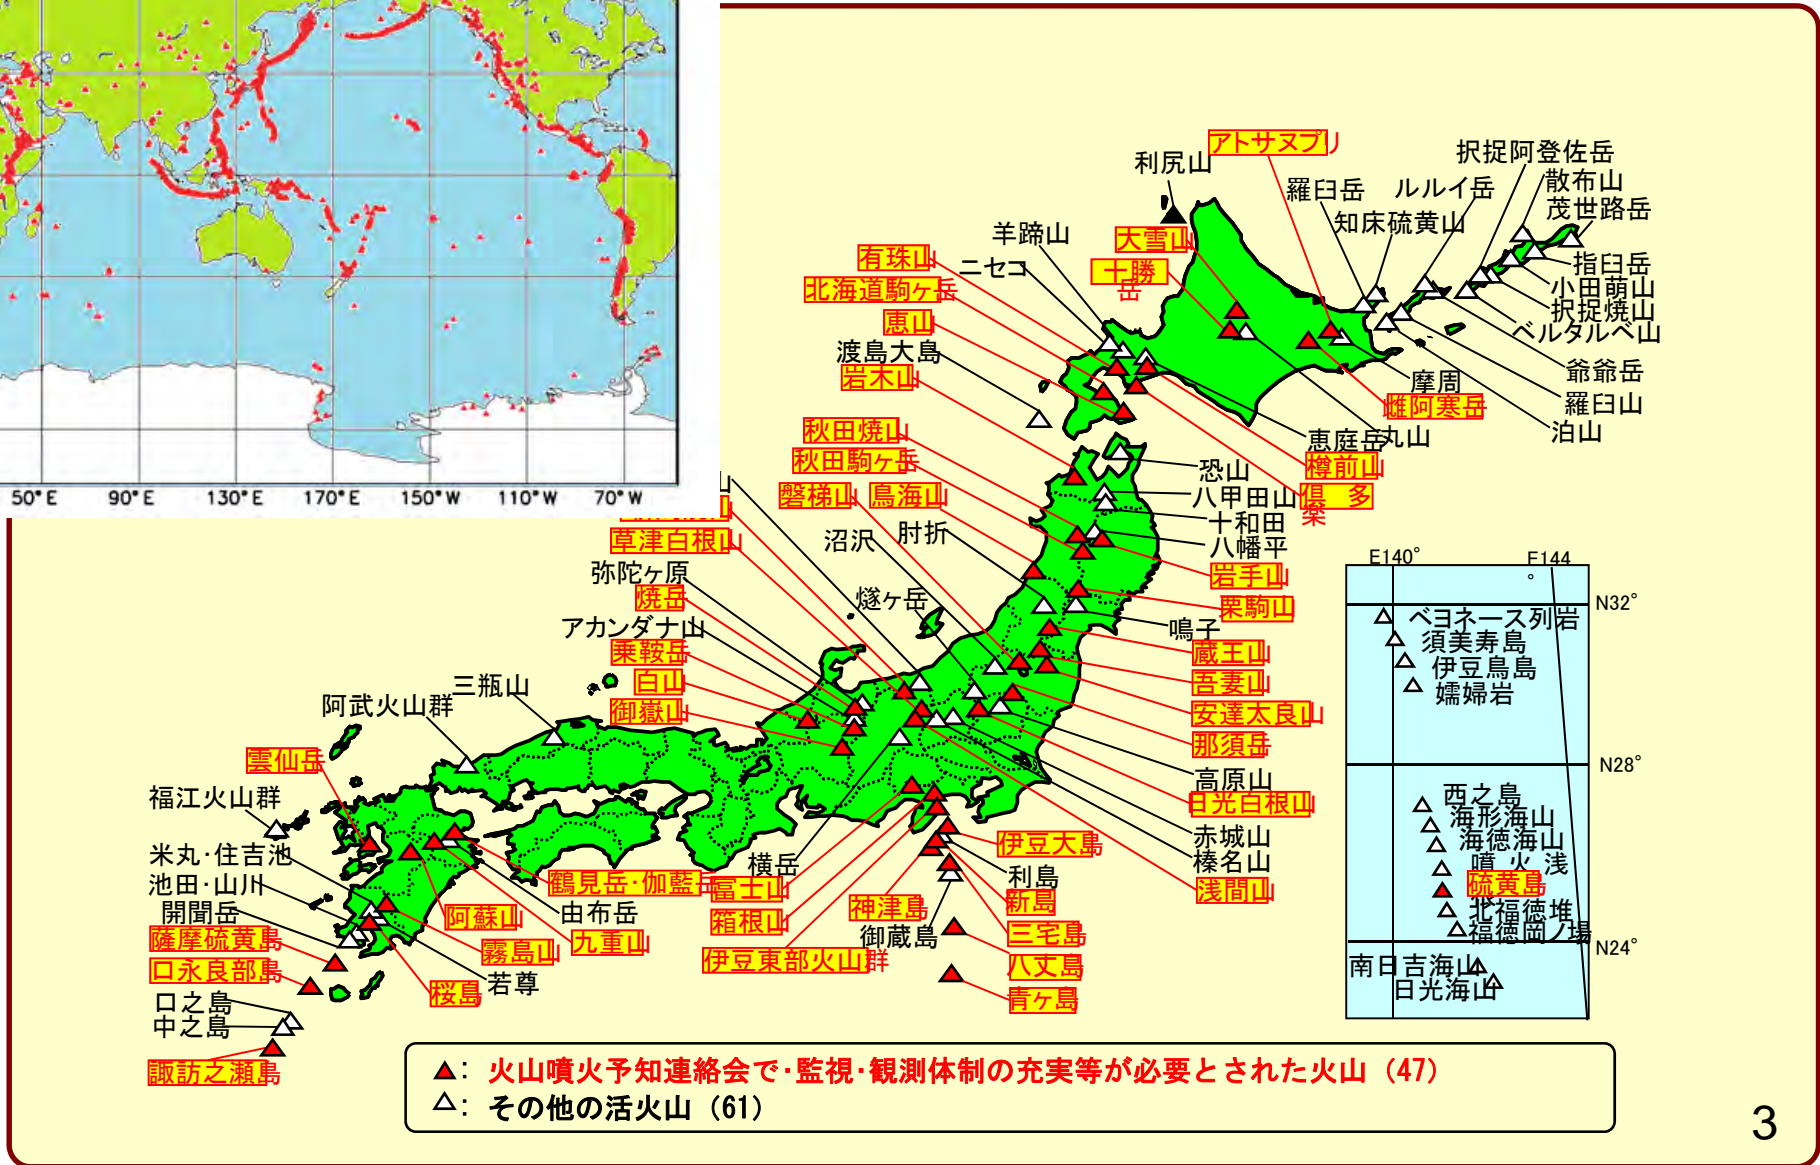 50°E 90°E 130°E 170°E 150°W 110°W 70°W
アトサヌプリ
利尻山
択捉阿登佐岳
散布山
羅臼岳
ルルイ岳
茂世路岳
知床硫黄山
羊蹄山
大雪山
有珠山
ニセコ
十勝
岳
指臼岳
北海道駒ヶ岳
小田萌山
択捉焼山
恵山
ベルタルベ山
渡島大島
爺爺岳
岩木山
摩周
羅臼山
雌阿寒岳
泊山
秋田焼山
恵庭岳
丸山
秋田駒ヶ岳
樽前山
恐山
磐梯山
鳥海山
八甲田山
倶 多
楽
十和田
草津白根山
沼沢
肘折
八幡平
弥陀ヶ原
岩手山
焼岳
燧ヶ岳
栗駒山
アカンダナ山
鳴子
乗鞍岳
蔵王山
白山
吾妻山
三瓶山
阿武火山群
御嶽山
安達太良山
那須岳
雲仙岳
高原山
福江火山群
日光白根山
赤城山
米丸･住吉池
横岳
伊豆大島
榛名山
池田･山川
鶴見岳･伽藍岳
富士山
利島
浅間山
開聞岳
阿蘇山
由布岳
箱根山
神津島
新島
薩摩硫黄島
霧島山
九重山
御蔵島
三宅島
口永良部島
伊豆東部火山群
八丈島
若尊
桜島
青ヶ島
口之島
中之島
諏訪之瀬島
E140°
E144
°
N32°
ベヨネース列岩
須美寿島
伊豆鳥島
孀婦岩
N28°
西之島
海形海山
海徳海山
噴 火 浅
硫黄島
北福徳堆
福徳岡ノ場
N24°
南日吉海山
日光海山
▲: 火山噴火予知連絡会で･監視･観測体制の充実等が必要とされた火山（47）
△: その他の活火山（61）
3